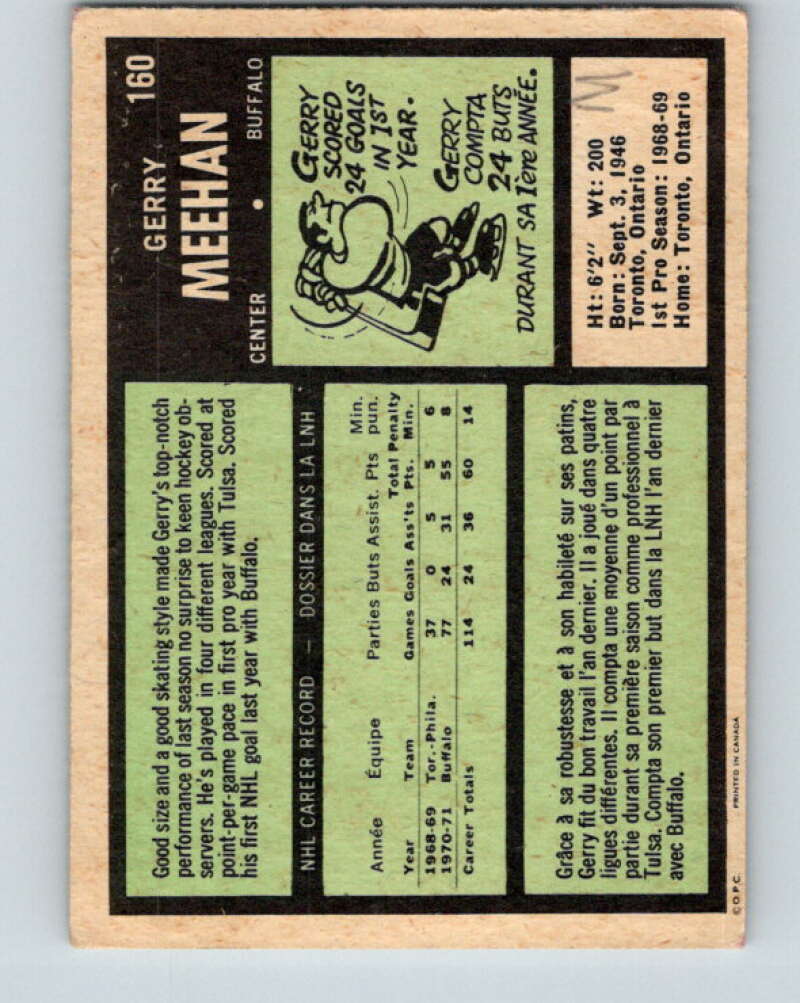 160
GERRY
MEEHAN
CENTER • BUFFALO
GERRY
SCORED
24 GOALS
IN 1ST
YEAR.
GERRY
COMPTA
24 BUTS
DURANT SA 1ère ANNÉE.
M
Ht: 6'2" Wt: 200
Born: Sept. 3, 1946
Toronto, Ontario
1st Pro Season: 1968-69
Home: Toronto, Ontario
Good size and a good skating style made Gerry's top-notch
performance of last season no surprise to keen hockey ob-
servers. He's played in four different leagues. Scored at
point-per-game pace in first pro year with Tulsa. Scored
his first NHL goal last year with Buffalo.
NHL CAREER RECORD — DOSSIER DANS LA LNH
Année Équipe Parties Buts Assist. Pts Min. pun.
Year Team Games Goals Ass'ts Total Pts. Penalty Min.
1968-69 Tor.-Phila. 37 0 5 5 6
1970-71 Buffalo 77 24 31 55 8
Career Totals 114 24 36 60 14
Grâce à sa robustesse et à son habileté sur ses patins,
Gerry fit du bon travail l'an dernier. Il a joué dans quatre
ligues différentes. Il compta une moyenne d'un point par
partie durant sa première saison comme professionnel à
Tulsa. Compta son premier but dans la LNH l'an dernier
avec Buffalo.
© O.P.C. PRINTED IN CANADA